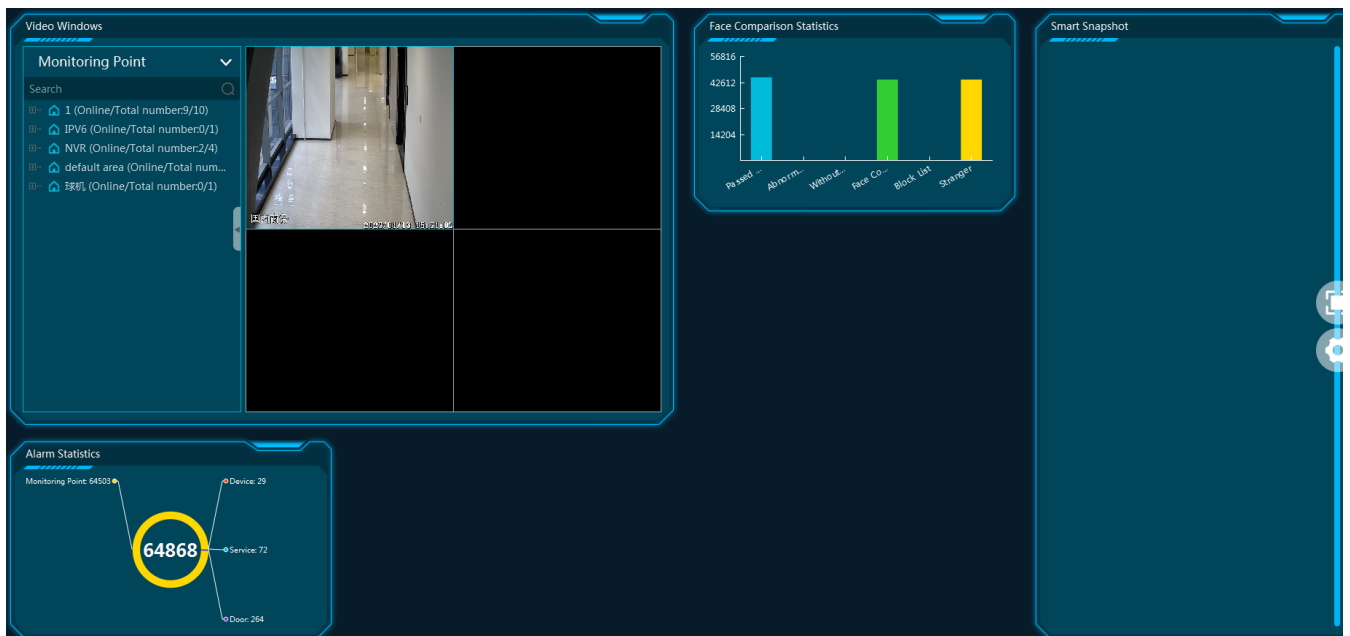 Video Windows
Monitoring Point
Search
1 (Online/Total number:9/10)
IPV6 (Online/Total number:0/1)
NVR (Online/Total number:2/4)
default area (Online/Total num...
球机 (Online/Total number:0/1)
Face Comparison Statistics
56816
42612
28408
14204
Passed ...
Abnorm...
Without...
Face Co...
Block List
Stranger
Smart Snapshot
Alarm Statistics
Monitoring Point: 64503
Device: 29
64868
Service: 72
Door: 264